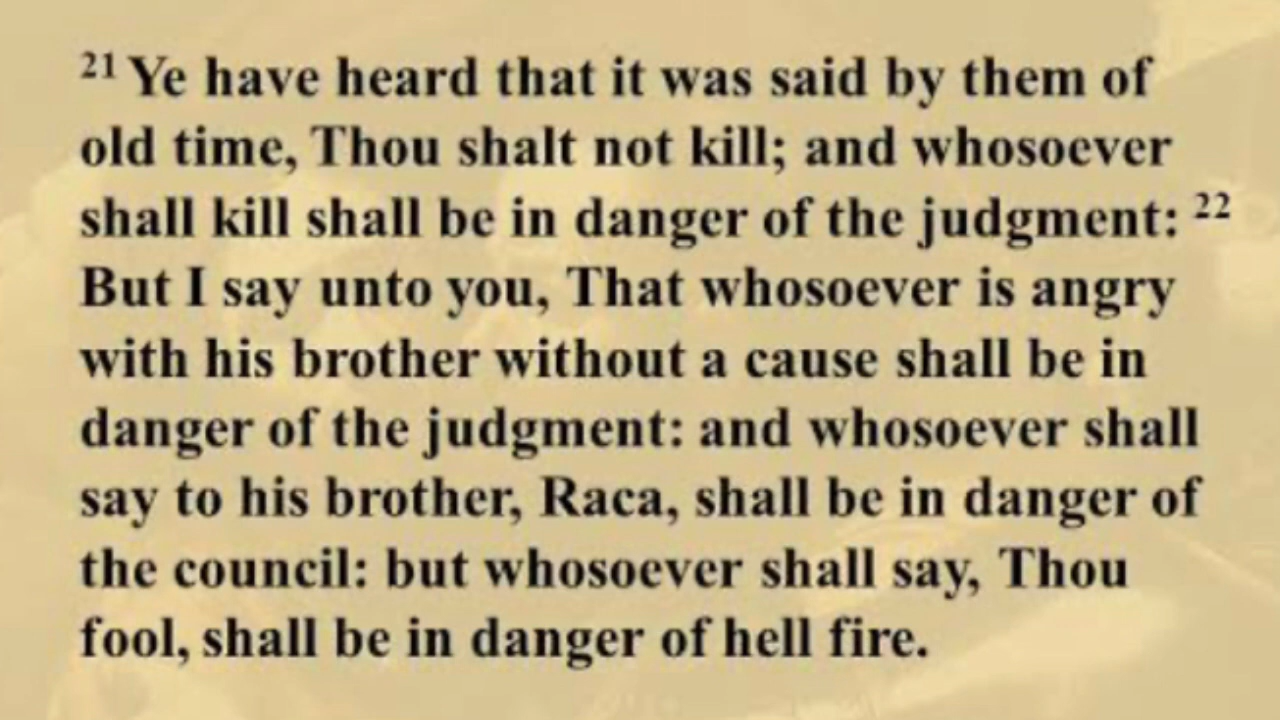 21 Ye have heard that it was said by them of
old time, Thou shalt not kill; and whosoever
shall kill shall be in danger of the judgment: 22
But I say unto you, That whosoever is angry
with his brother without a cause shall be in
danger of the judgment: and whosoever shall
say to his brother, Raca, shall be in danger of
the council: but whosoever shall say, Thou
fool, shall be in danger of hell fire.